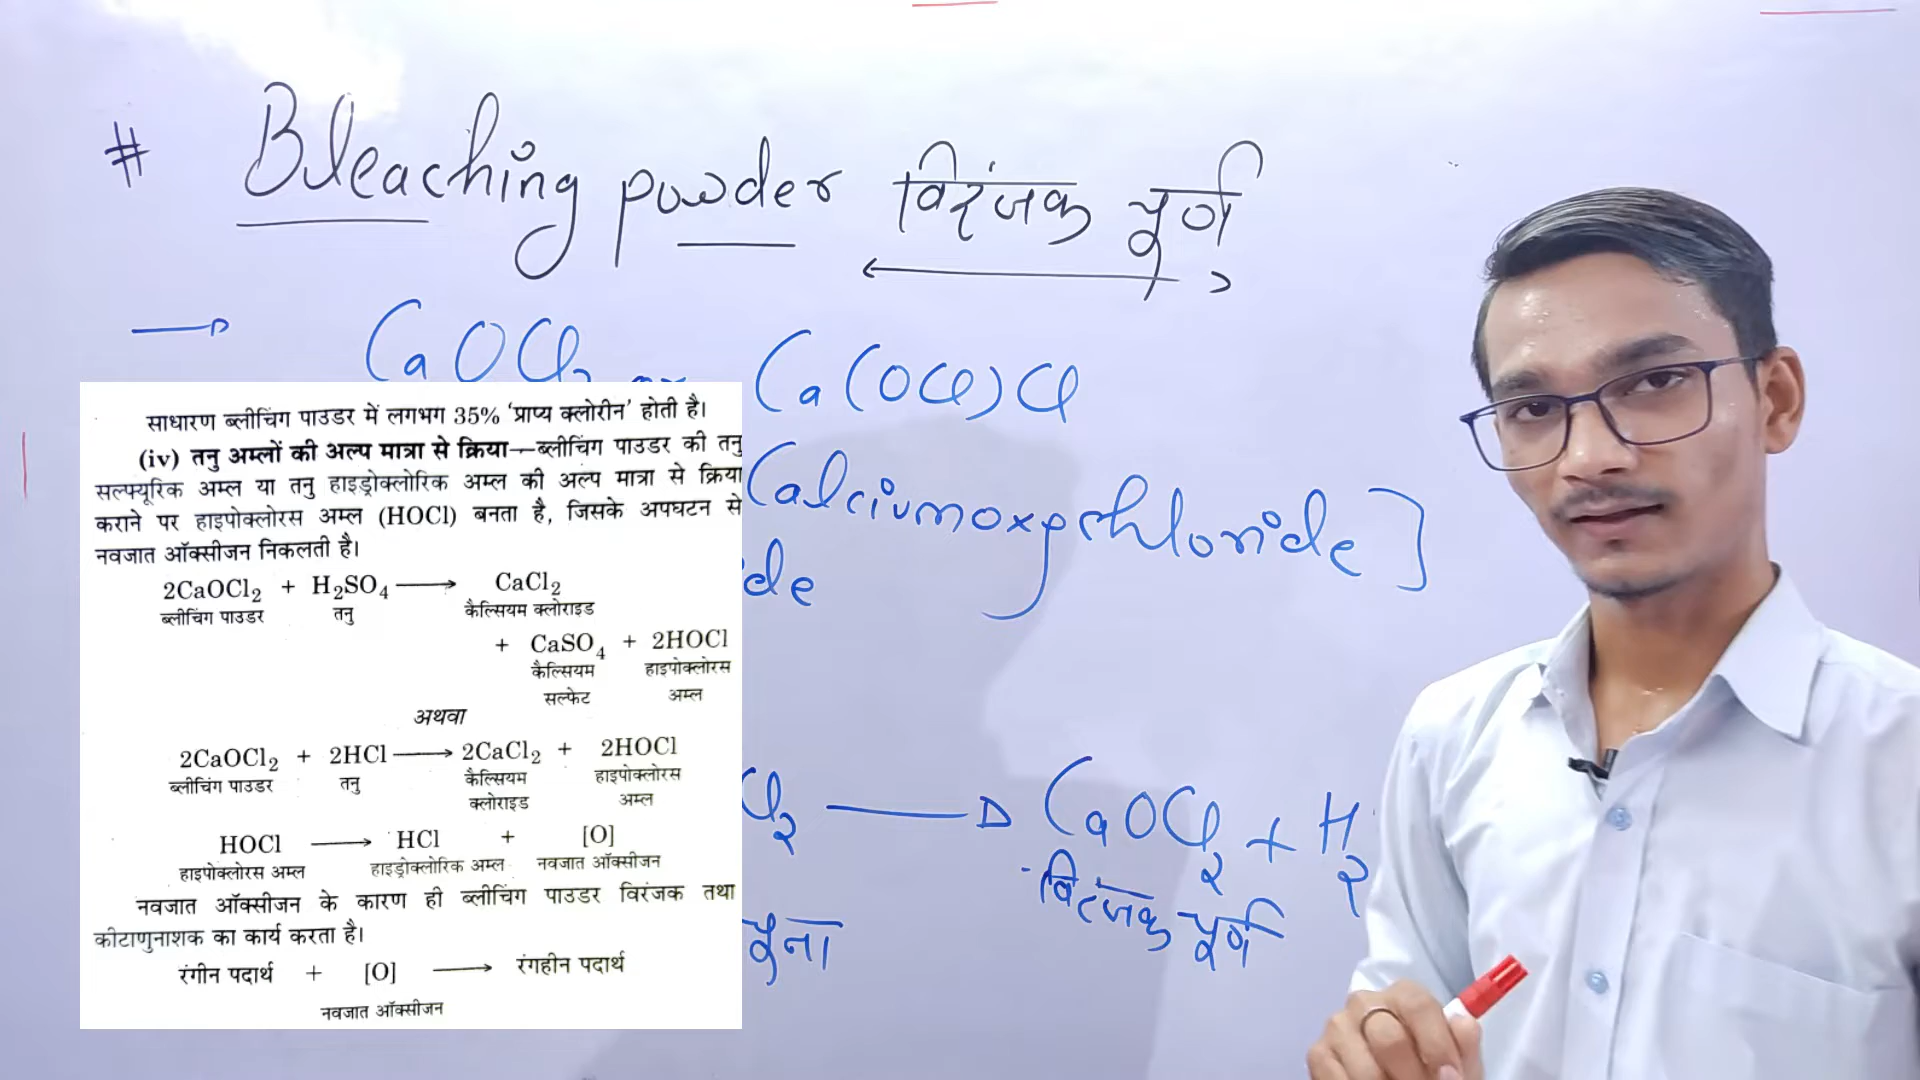 # Bleaching powder विरंजक चूर्ण
CaOCl2 or Ca(OCl)Cl
Calciumoxychloride]
de
Cl2 → CaOCl2 + H2
विरंजक चूर्ण
चूना
साधारण ब्लीचिंग पाउडर में लगभग 35% ‘प्राप्य क्लोरीन’ होती है।
(iv) तनु अम्लों की अल्प मात्रा से क्रिया—ब्लीचिंग पाउडर की तनु
सल्फ्यूरिक अम्ल या तनु हाइड्रोक्लोरिक अम्ल की अल्प मात्रा से क्रिया
कराने पर हाइपोक्लोरस अम्ल (HOCl) बनता है, जिसके अपघटन से
नवजात ऑक्सीजन निकलती है।
2CaOCl2 + H2SO4 → CaCl2
ब्लीचिंग पाउडर तनु कैल्सियम क्लोराइड
+ CaSO4 + 2HOCl
कैल्सियम हाइपोक्लोरस
सल्फेट अम्ल
अथवा
2CaOCl2 + 2HCl → 2CaCl2 + 2HOCl
ब्लीचिंग पाउडर तनु कैल्सियम हाइपोक्लोरस
क्लोराइड अम्ल
HOCl → HCl + [O]
हाइपोक्लोरस अम्ल हाइड्रोक्लोरिक अम्ल नवजात ऑक्सीजन
नवजात ऑक्सीजन के कारण ही ब्लीचिंग पाउडर विरंजक तथा
कीटाणुनाशक का कार्य करता है।
रंगीन पदार्थ + [O] → रंगहीन पदार्थ
नवजात ऑक्सीजन